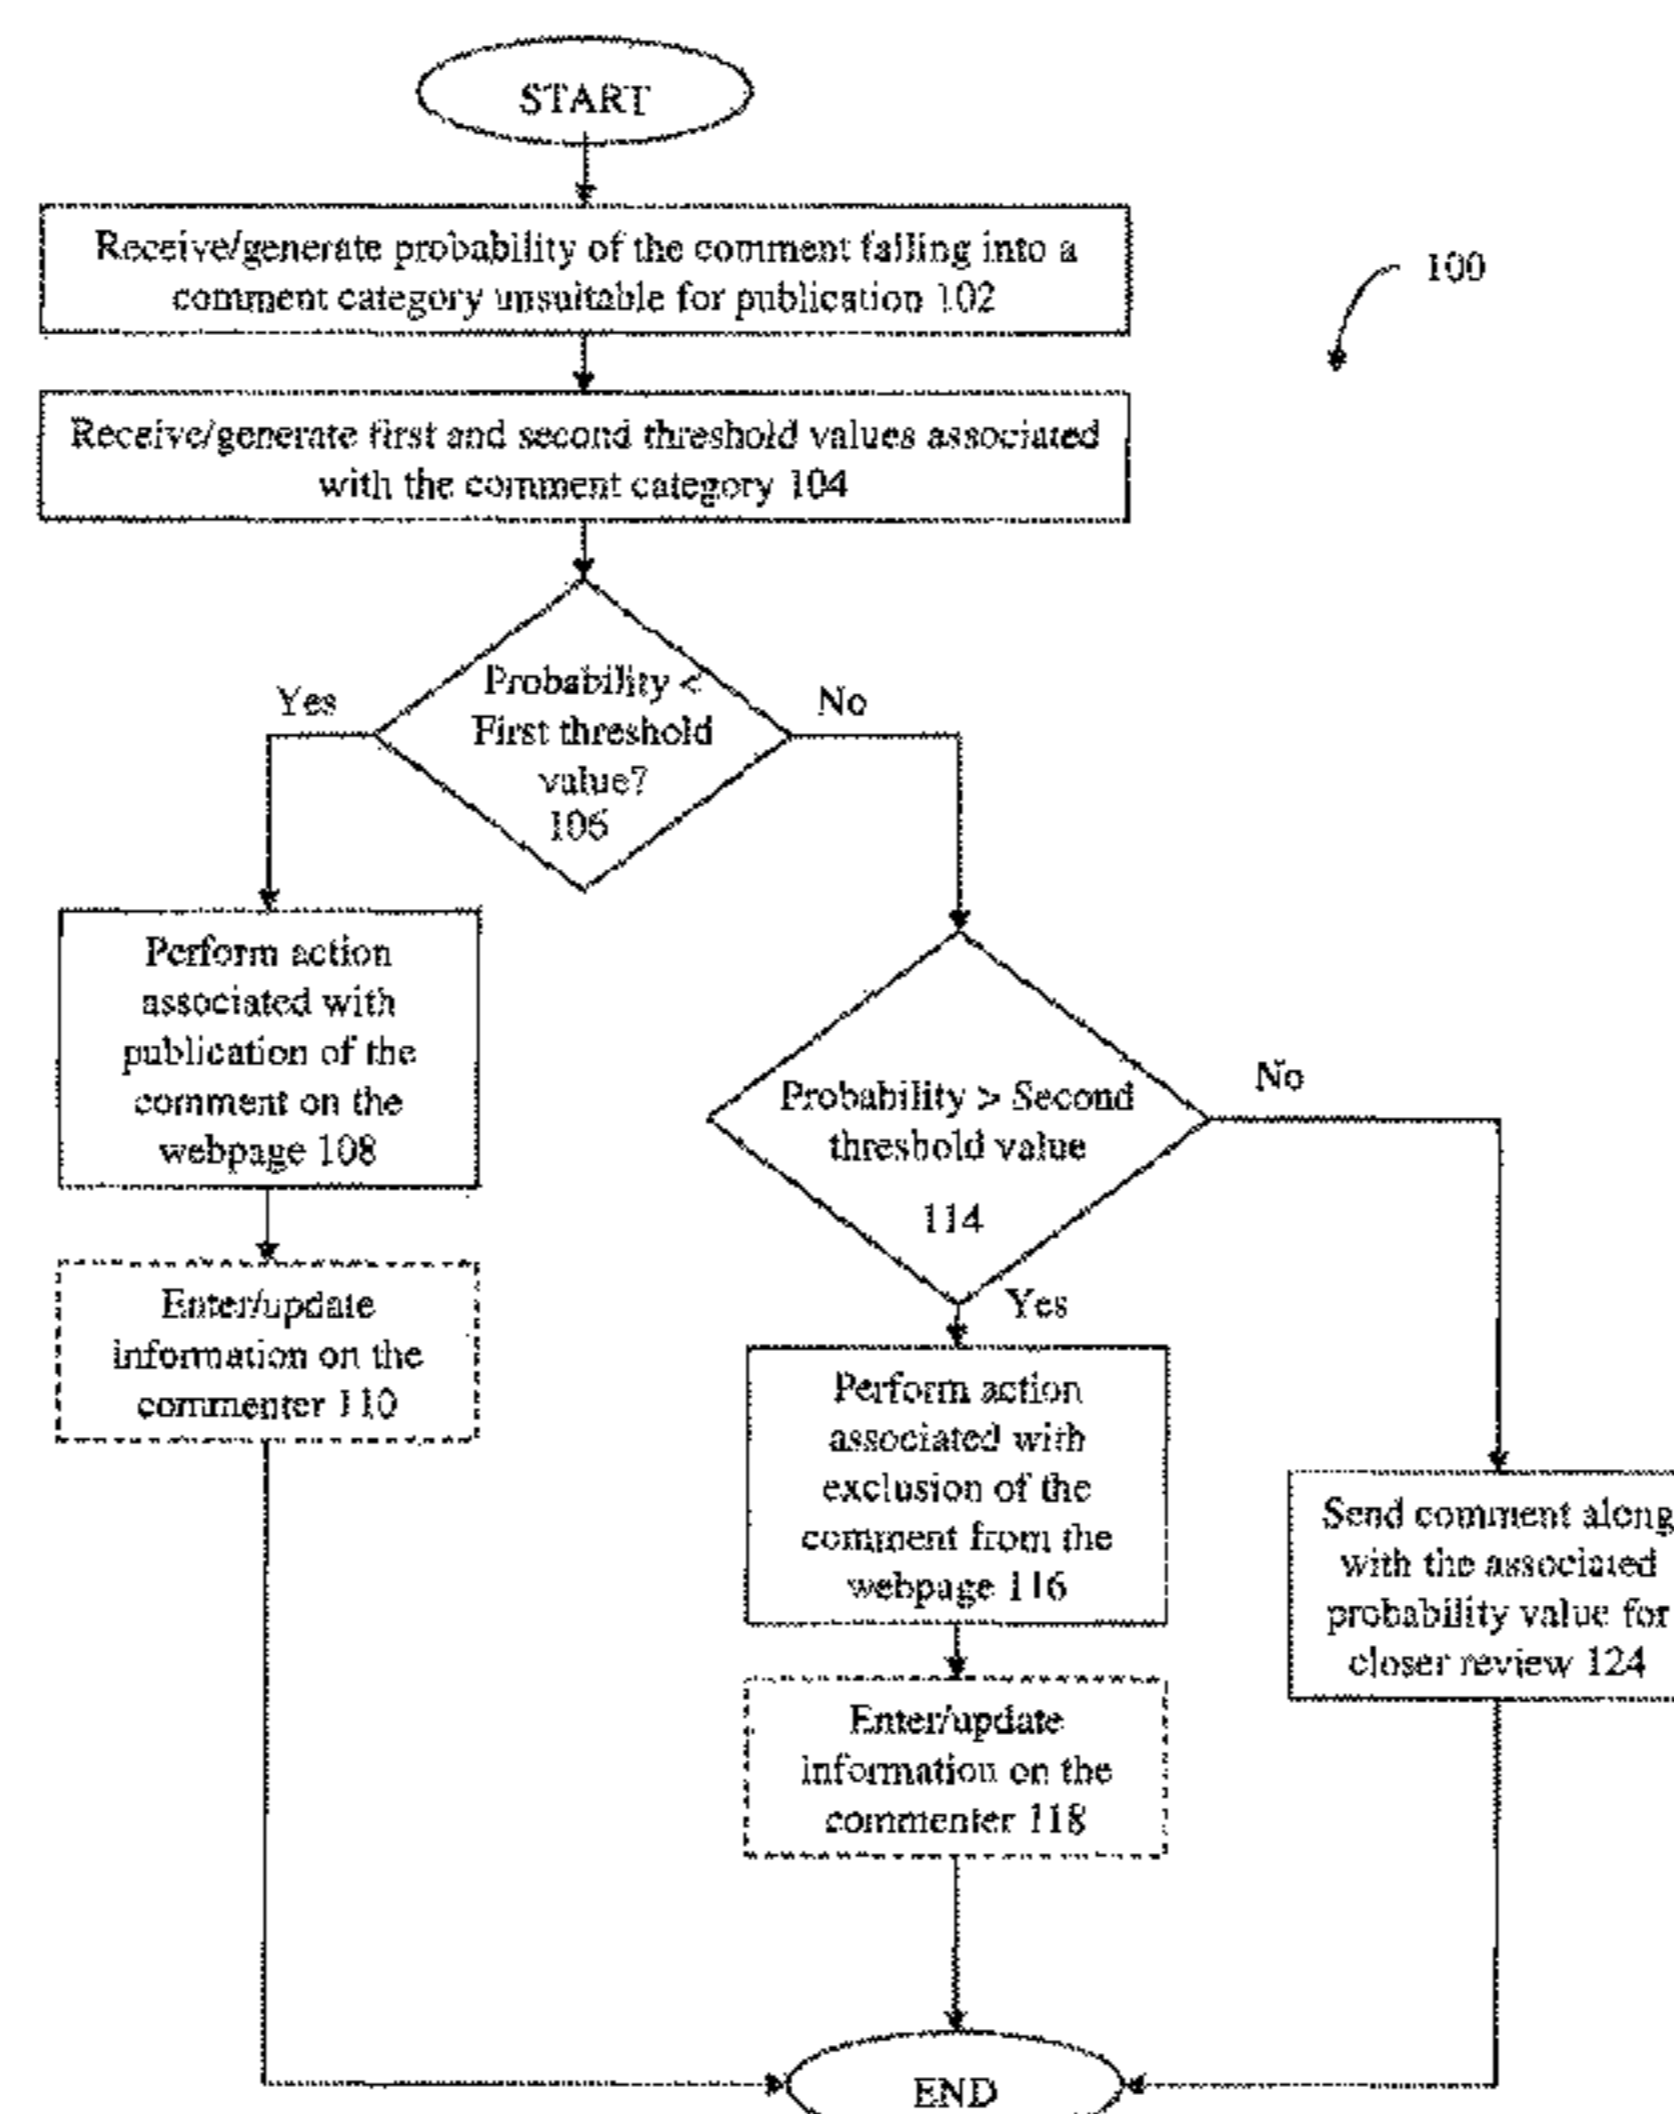 START
Receive/generate probability of the comment falling into a
comment category unsuitable for publication 102
100
Receive/generate first and second threshold values associated
with the comment category 104
Probability <
First threshold
value?
106
Yes
No
Perform action
associated with
publication of the
comment on the
webpage 108
Enter/update
information on the
commenter 110
Probability > Second
threshold value
114
No
Yes
Perform action
associated with
exclusion of the
comment from the
webpage 116
Enter/update
information on the
commenter 118
Send comment along
with the associated
probability value for
closer review 124
END